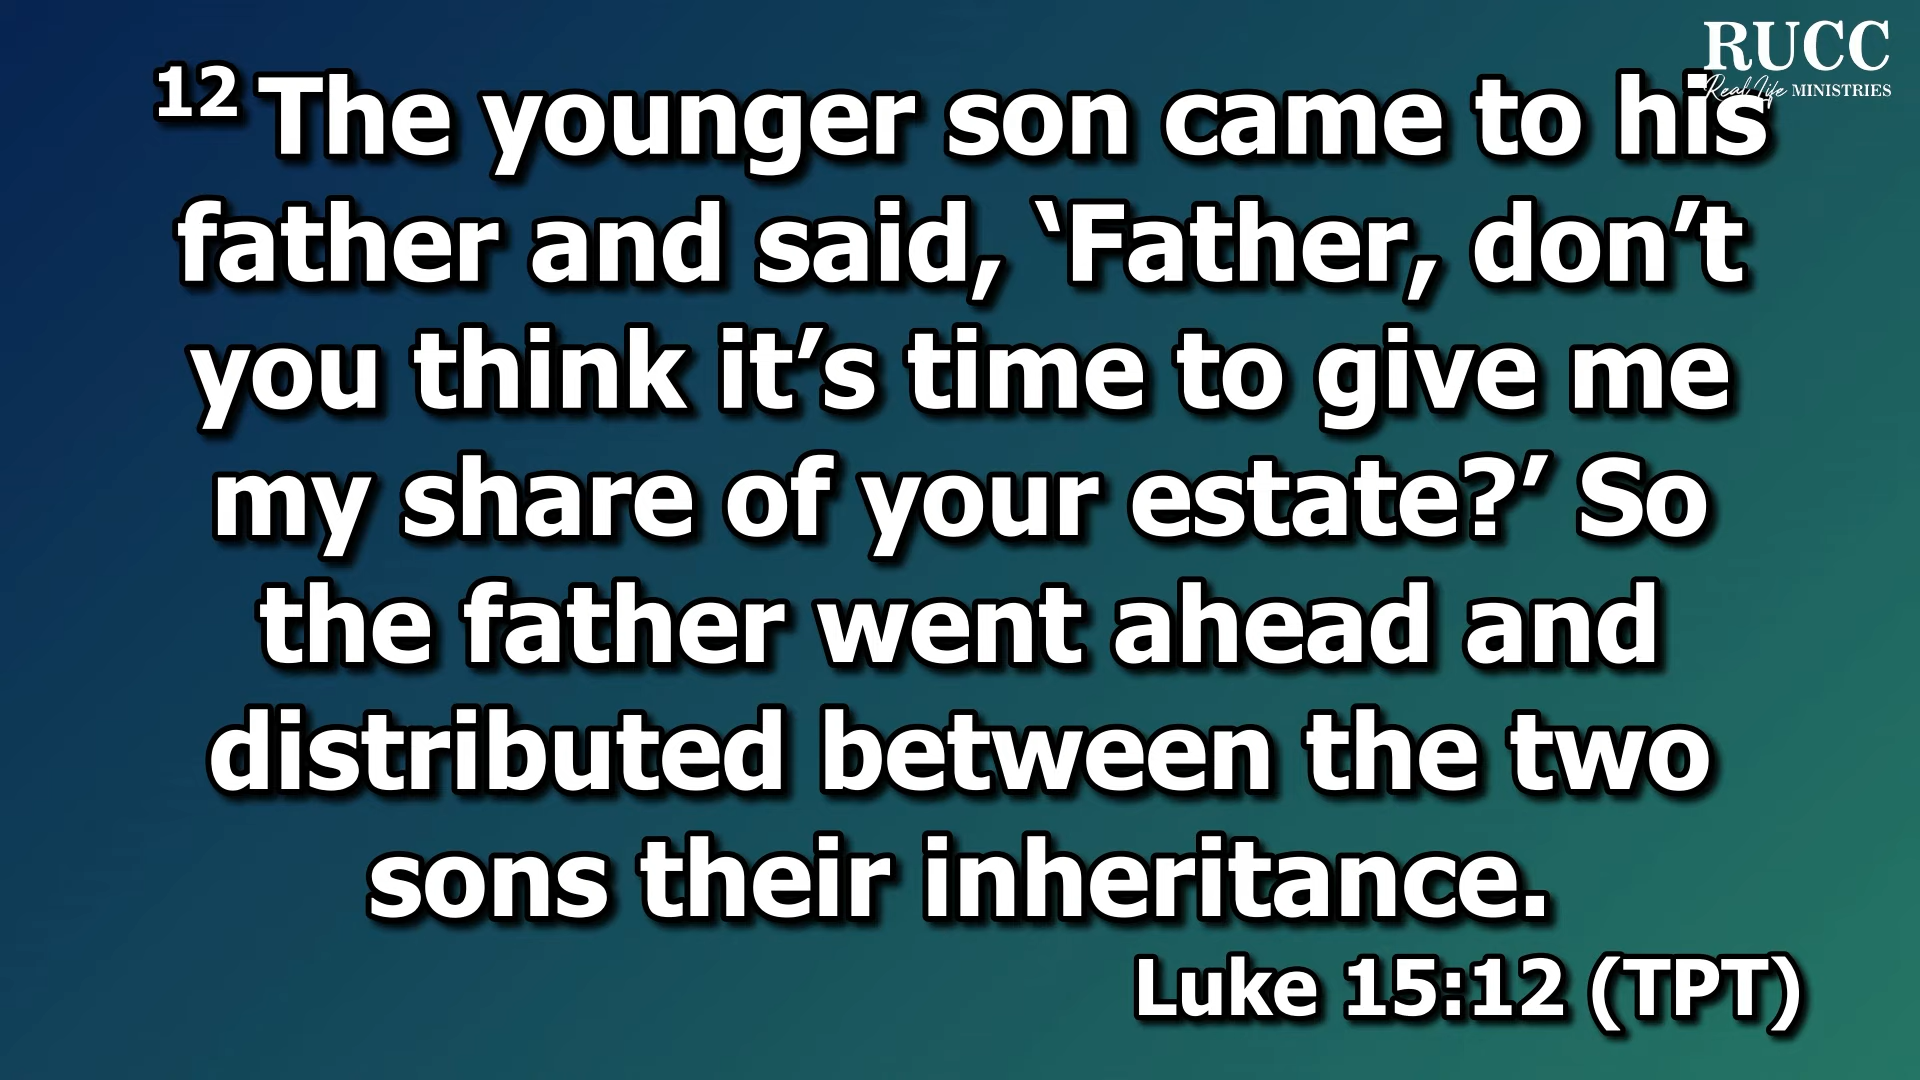 RUCC
Real Life MINISTRIES
12 The younger son came to his
father and said, ‘Father, don’t
you think it’s time to give me
my share of your estate?’ So
the father went ahead and
distributed between the two
sons their inheritance.
Luke 15:12 (TPT)